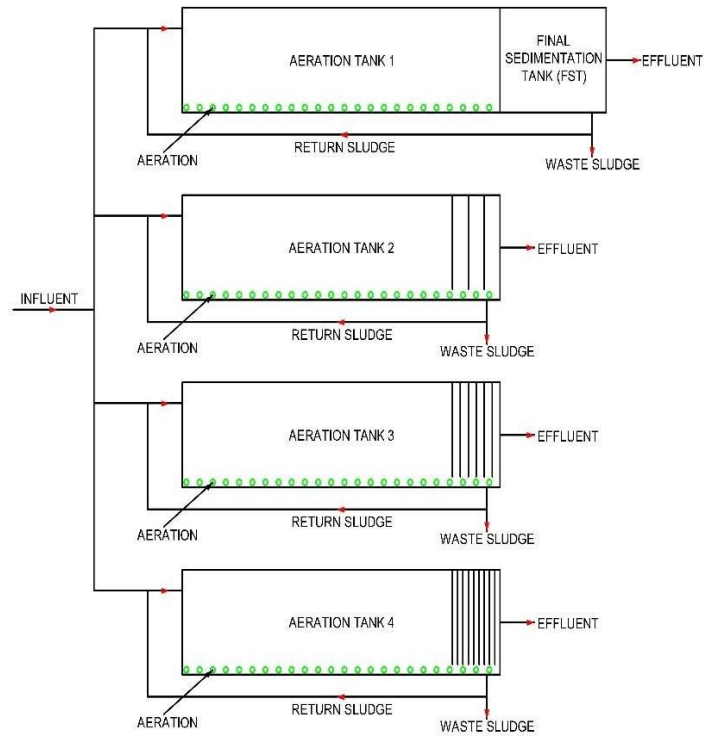 AERATION TANK 1
FINAL
SEDIMENTATION
TANK (FST)
EFFLUENT
AERATION
RETURN SLUDGE
WASTE SLUDGE
AERATION TANK 2
EFFLUENT
INFLUENT
AERATION
RETURN SLUDGE
WASTE SLUDGE
AERATION TANK 3
EFFLUENT
AERATION
RETURN SLUDGE
WASTE SLUDGE
AERATION TANK 4
EFFLUENT
AERATION
RETURN SLUDGE
WASTE SLUDGE